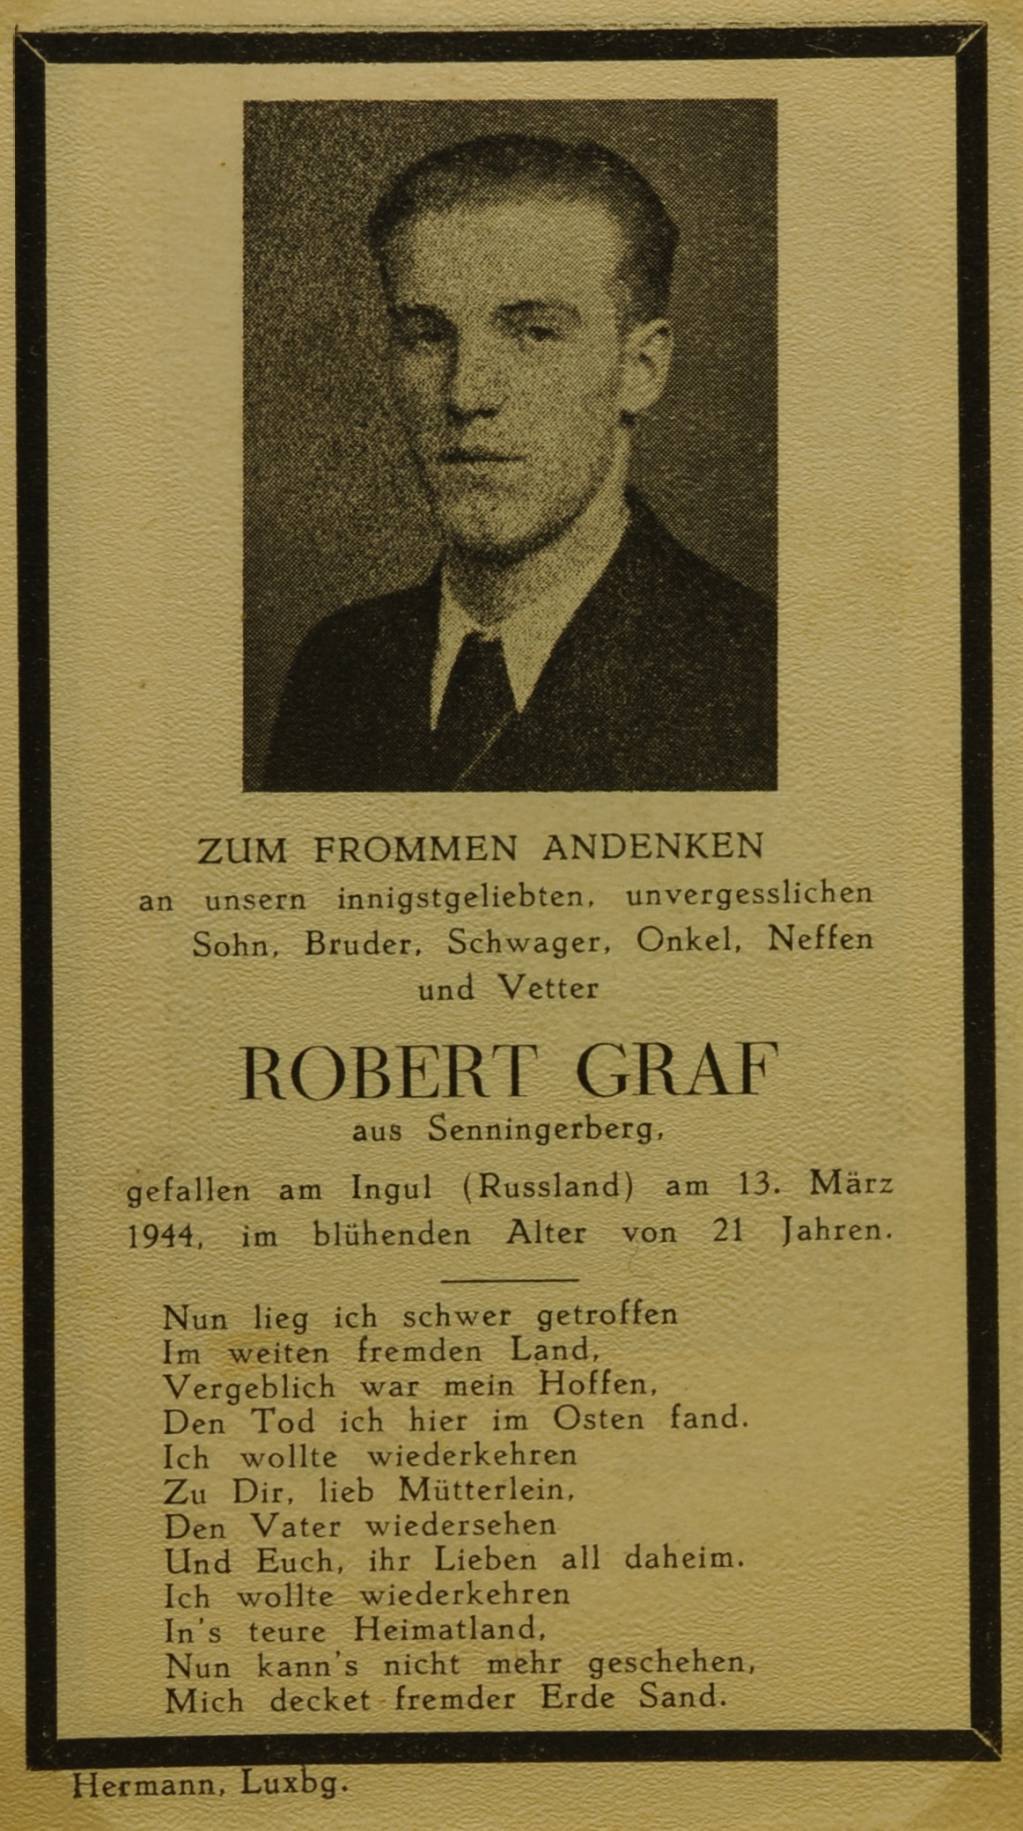 ZUM FROMMEN ANDENKEN
an unsern innigstgeliebten, unvergesslichen
Sohn, Bruder, Schwager, Onkel, Neffen
und Vetter
ROBERT GRAF
aus Senningerberg,
gefallen am Ingul (Russland) am 13. März
1944, im blühenden Alter von 21 Jahren.
Nun lieg ich schwer getroffen
Im weiten fremden Land,
Vergeblich war mein Hoffen,
Den Tod ich hier im Osten fand.
Ich wollte wiederkehren
Zu Dir, lieb Mütterlein,
Den Vater wiedersehen
Und Euch, ihr Lieben all daheim.
Ich wollte wiederkehren
In's teure Heimatland,
Nun kann's nicht mehr geschehen,
Mich decket fremder Erde Sand.
Hermann, Luxbg.